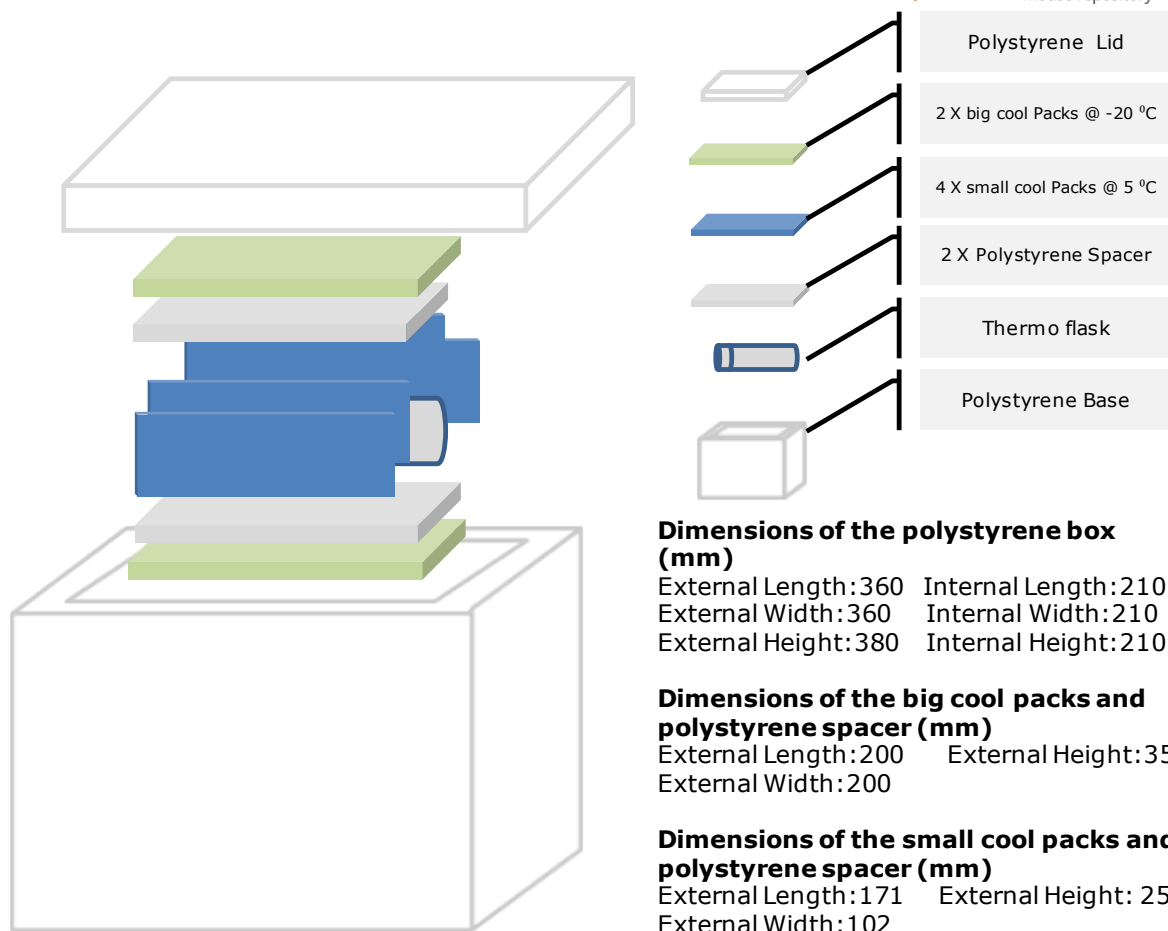 Polystyrene Lid
2 X big cool Packs @ -20 ⁰C
4 X small cool Packs @ 5 ⁰C
2 X Polystyrene Spacer
Thermo flask
Polystyrene Base
Dimensions of the polystyrene box
(mm)
External Length:360 Internal Length:210
External Width:360 Internal Width:210
External Height:380 Internal Height:210
Dimensions of the big cool packs and
polystyrene spacer (mm)
External Length:200 External Height:35
External Width:200
Dimensions of the small cool packs and
polystyrene spacer (mm)
External Length:171 External Height: 25
External Width:102